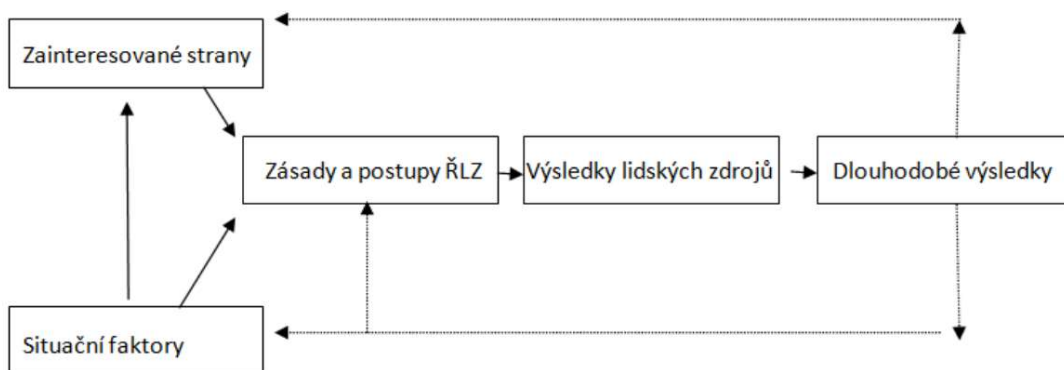 Zainteresované strany
Zásady a postupy ŘLZ
Výsledky lidských zdrojů
Dlouhodobé výsledky
Situační faktory